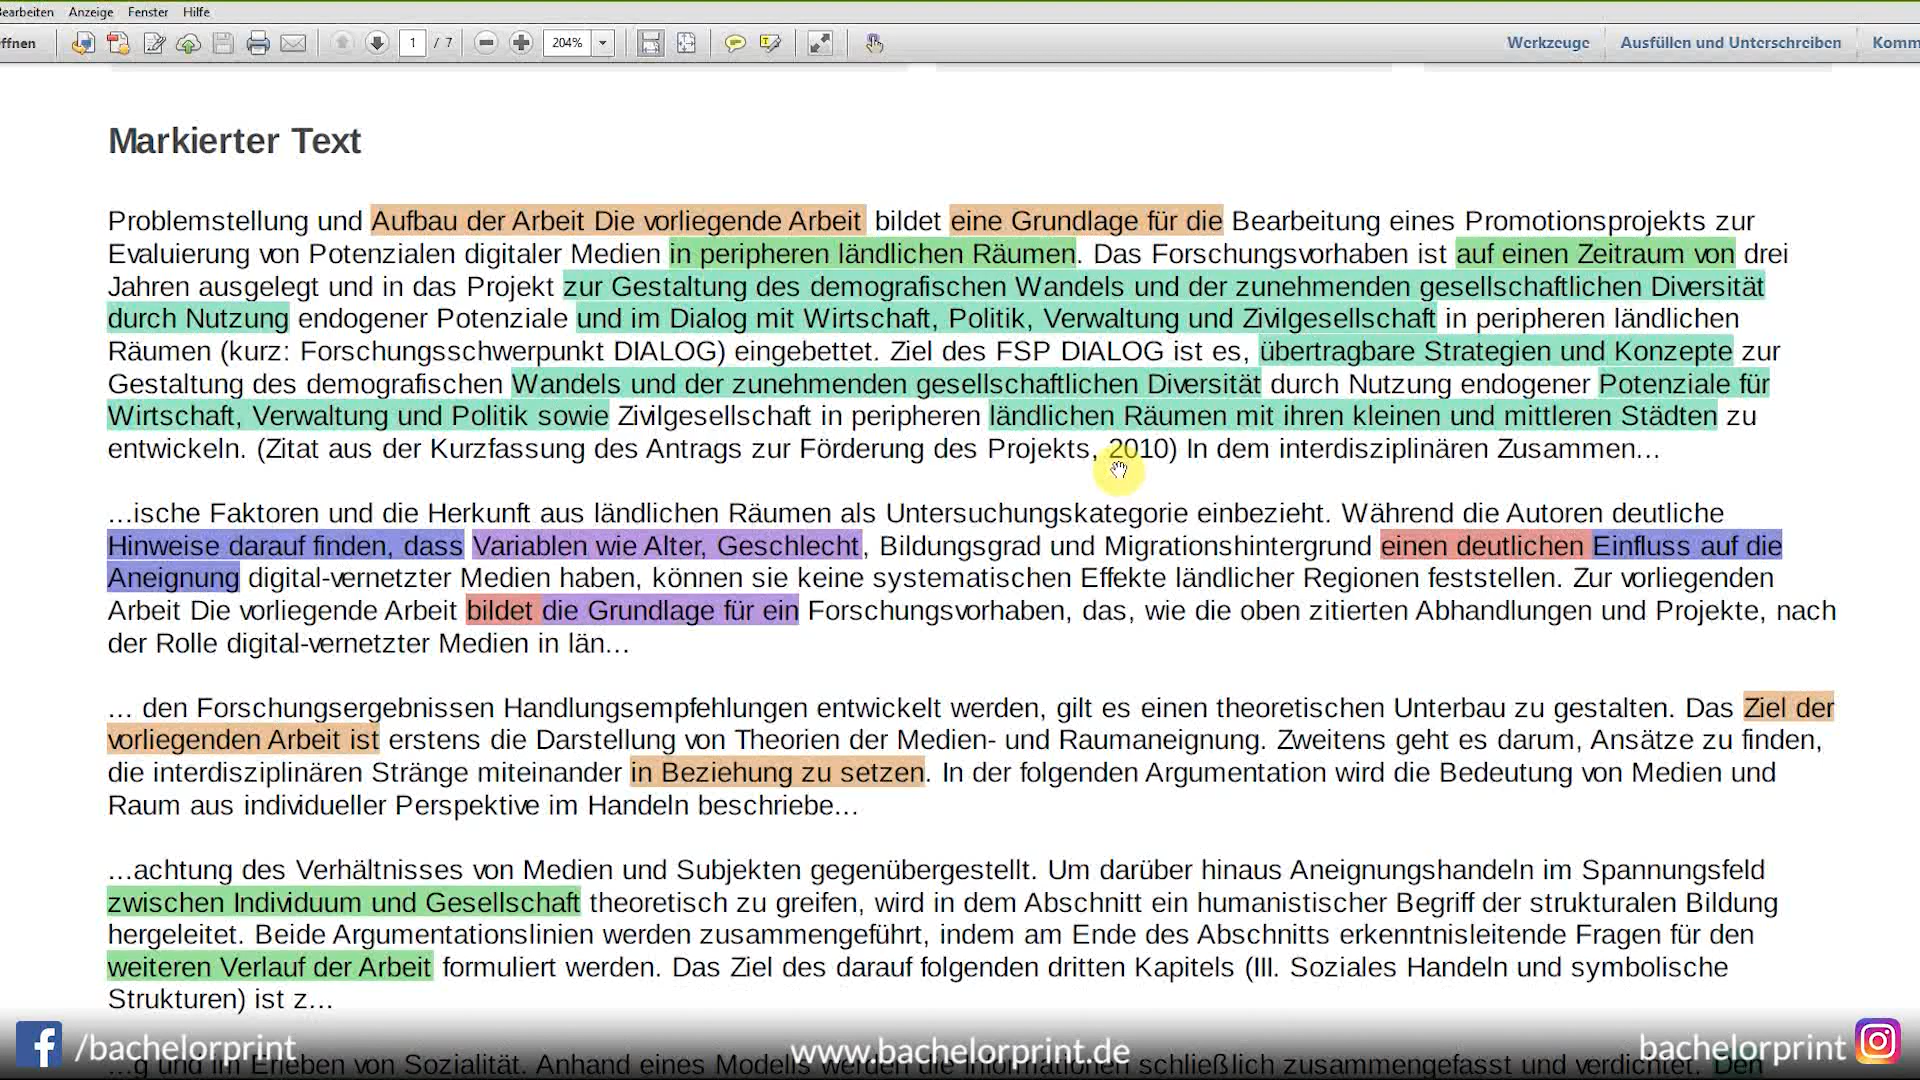 Bearbeiten Anzeige Fenster Hilfe
ffnen 1 / 7 204% Werkzeuge Ausfüllen und Unterschreiben Komm
Markierter Text
Problemstellung und Aufbau der Arbeit Die vorliegende Arbeit bildet eine Grundlage für die Bearbeitung eines Promotionsprojekts zur
Evaluierung von Potenzialen digitaler Medien in peripheren ländlichen Räumen. Das Forschungsvorhaben ist auf einen Zeitraum von drei
Jahren ausgelegt und in das Projekt zur Gestaltung des demografischen Wandels und der zunehmenden gesellschaftlichen Diversität
durch Nutzung endogener Potenziale und im Dialog mit Wirtschaft, Politik, Verwaltung und Zivilgesellschaft in peripheren ländlichen
Räumen (kurz: Forschungsschwerpunkt DIALOG) eingebettet. Ziel des FSP DIALOG ist es, übertragbare Strategien und Konzepte zur
Gestaltung des demografischen Wandels und der zunehmenden gesellschaftlichen Diversität durch Nutzung endogener Potenziale für
Wirtschaft, Verwaltung und Politik sowie Zivilgesellschaft in peripheren ländlichen Räumen mit ihren kleinen und mittleren Städten zu
entwickeln. (Zitat aus der Kurzfassung des Antrags zur Förderung des Projekts, 2010) In dem interdisziplinären Zusammen...
...ische Faktoren und die Herkunft aus ländlichen Räumen als Untersuchungskategorie einbezieht. Während die Autoren deutliche
Hinweise darauf finden, dass Variablen wie Alter, Geschlecht, Bildungsgrad und Migrationshintergrund einen deutlichen Einfluss auf die
Aneignung digital-vernetzter Medien haben, können sie keine systematischen Effekte ländlicher Regionen feststellen. Zur vorliegenden
Arbeit Die vorliegende Arbeit bildet die Grundlage für ein Forschungsvorhaben, das, wie die oben zitierten Abhandlungen und Projekte, nach
der Rolle digital-vernetzter Medien in län...
... den Forschungsergebnissen Handlungsempfehlungen entwickelt werden, gilt es einen theoretischen Unterbau zu gestalten. Das Ziel der
vorliegenden Arbeit ist erstens die Darstellung von Theorien der Medien- und Raumaneignung. Zweitens geht es darum, Ansätze zu finden,
die interdisziplinären Stränge miteinander in Beziehung zu setzen. In der folgenden Argumentation wird die Bedeutung von Medien und
Raum aus individueller Perspektive im Handeln beschriebe...
...achtung des Verhältnisses von Medien und Subjekten gegenübergestellt. Um darüber hinaus Aneignungshandeln im Spannungsfeld
zwischen Individuum und Gesellschaft theoretisch zu greifen, wird in dem Abschnitt ein humanistischer Begriff der strukturalen Bildung
hergeleitet. Beide Argumentationslinien werden zusammengeführt, indem am Ende des Abschnitts erkenntnisleitende Fragen für den
weiteren Verlauf der Arbeit formuliert werden. Das Ziel des darauf folgenden dritten Kapitels (III. Soziales Handeln und symbolische
Strukturen) ist z...
/bachelorprint www.bachelorprint.de bachelorprint
...g und im Erleben von Sozialität. Anhand eines Modells werden die Informationen schließlich zusammengefasst und verdichtet. Den